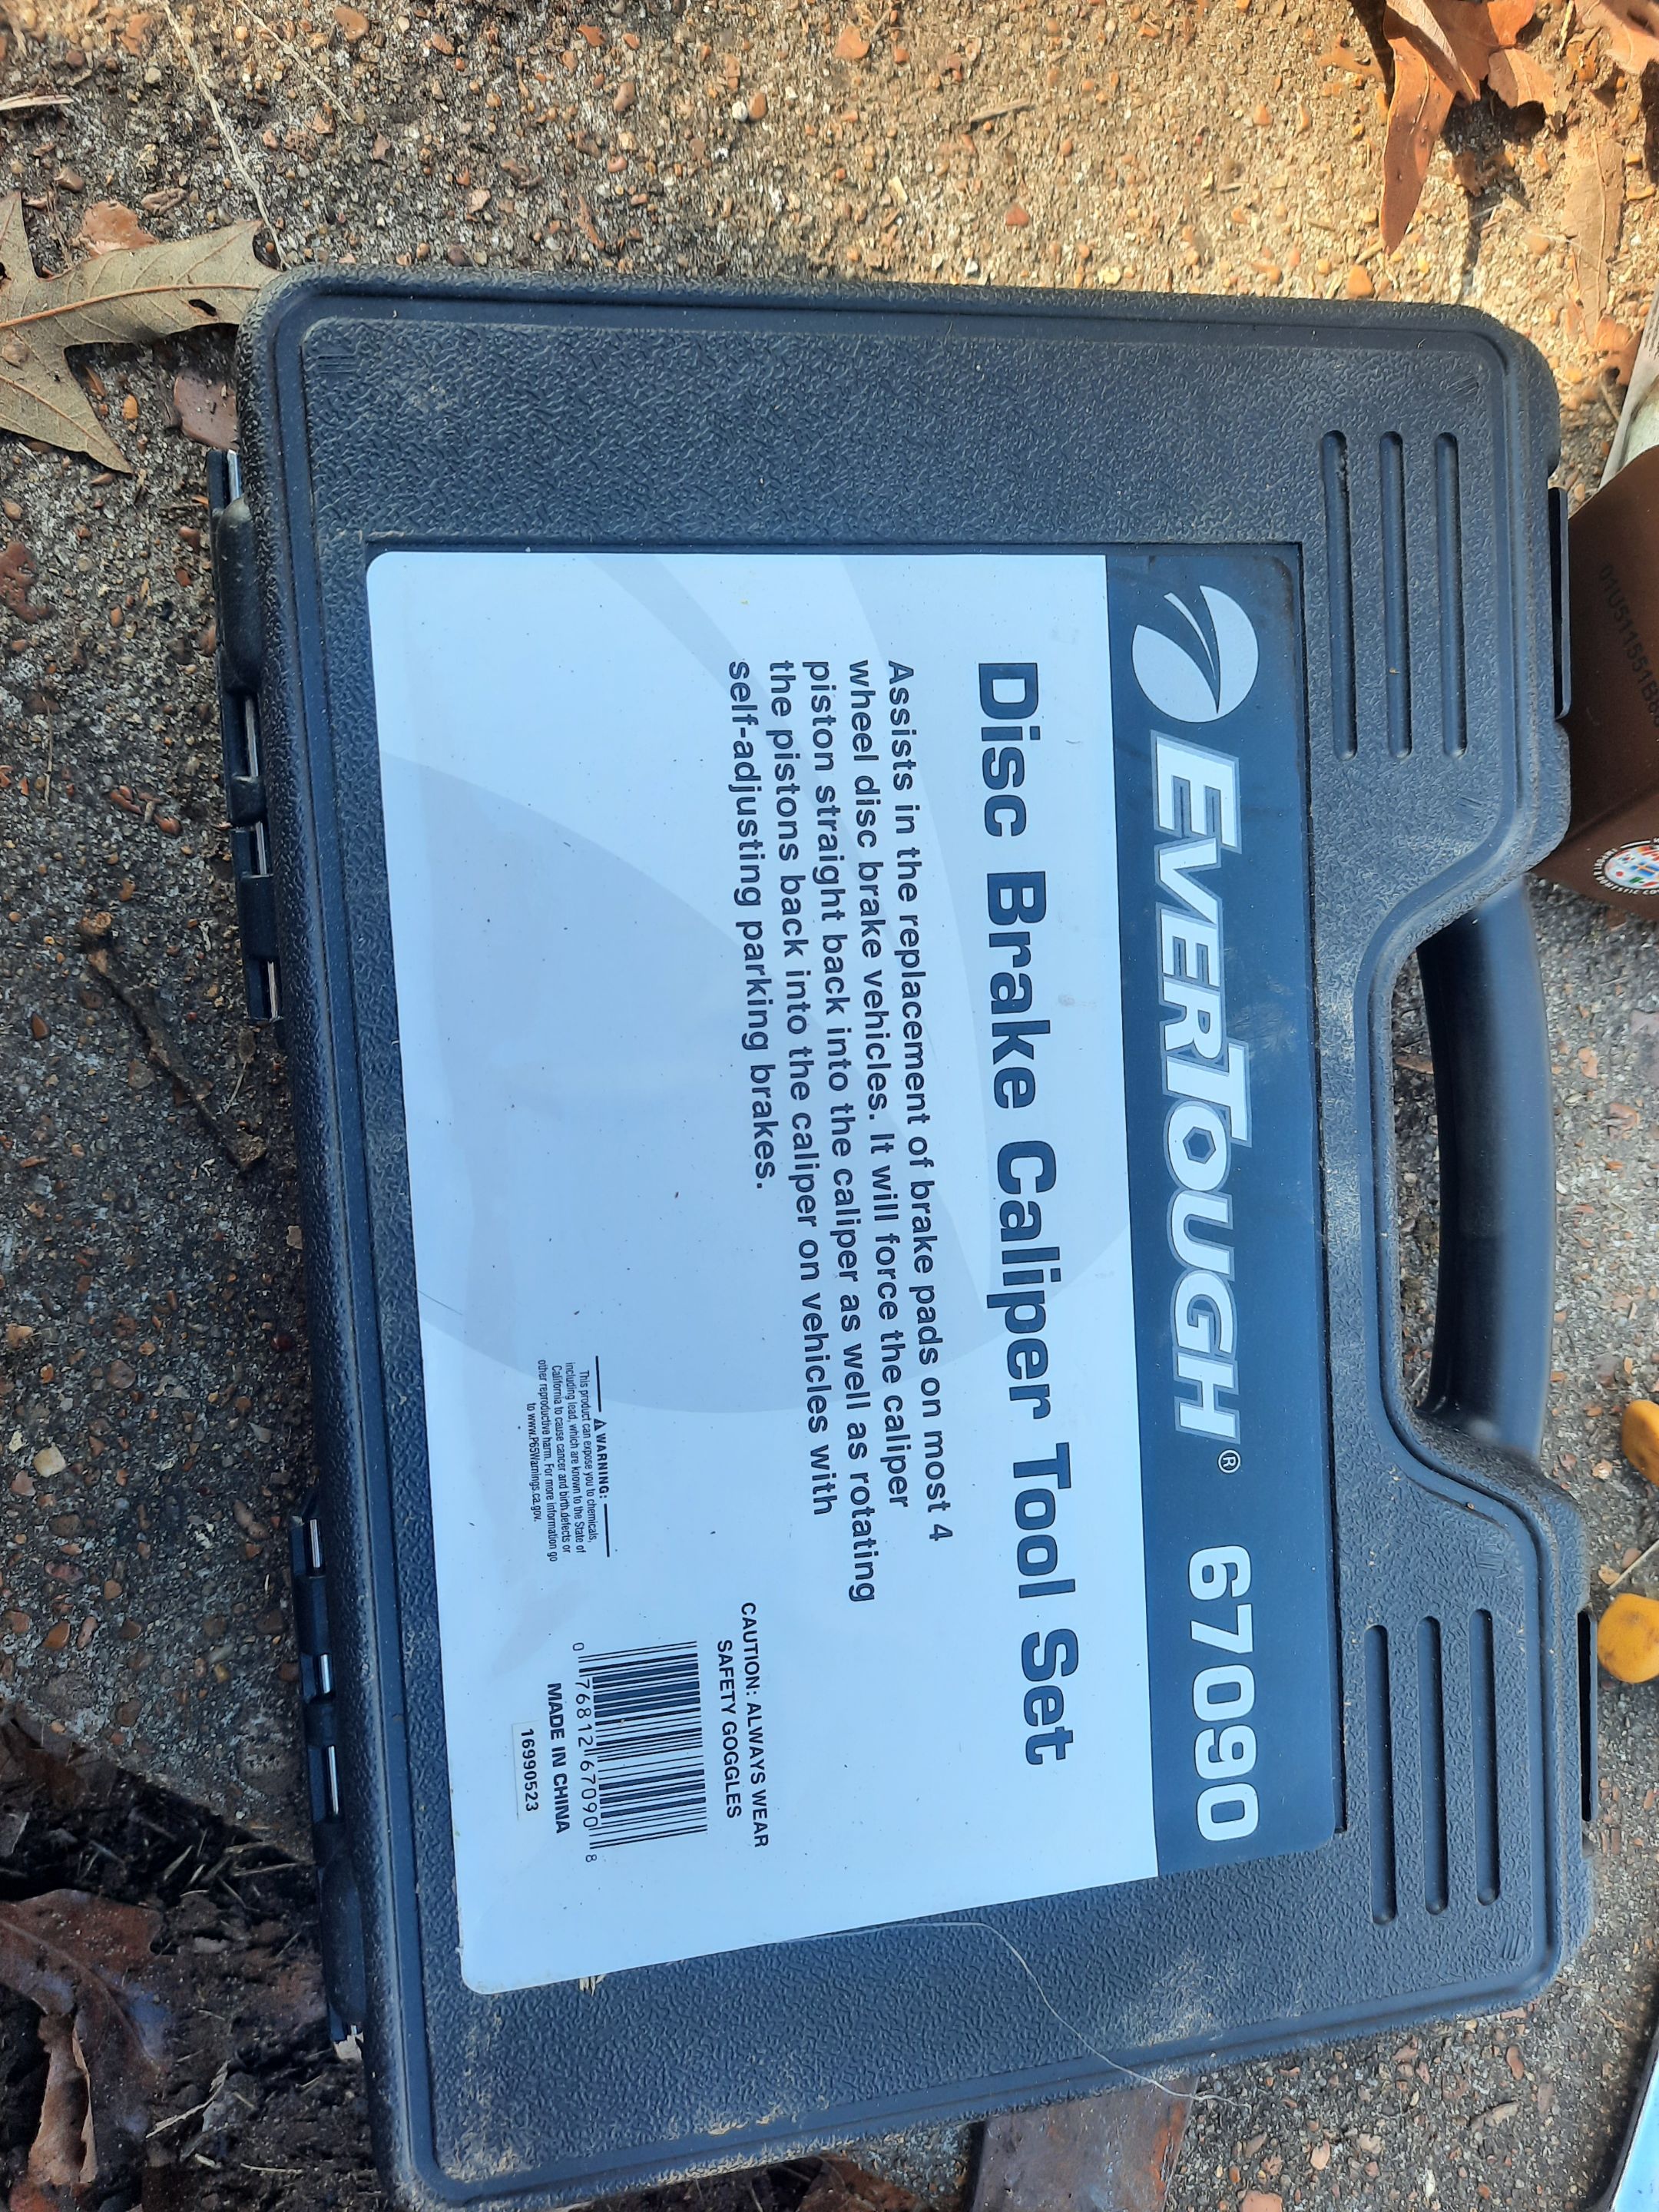 EVERTOUGH® 67090
Disc Brake Caliper Tool Set
Assists in the replacement of brake pads on most 4
wheel disc brake vehicles. It will force the caliper
piston straight back into the caliper as well as rotating
the pistons back into the caliper on vehicles with
self-adjusting parking brakes.
⚠ WARNING:
This product can expose you to chemicals,
including lead, which are known to the State of
California to cause cancer and birth defects or
other reproductive harm. For more information go
to www.P65Warnings.ca.gov.
CAUTION: ALWAYS WEAR
SAFETY GOGGLES
0 76812 67090 8
MADE IN CHINA
16990523